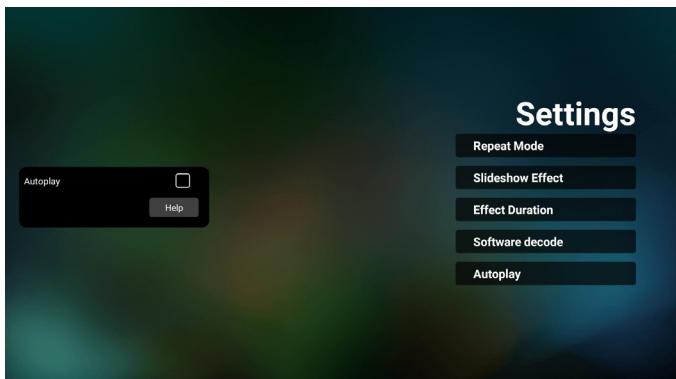 Settings
Repeat Mode
Slideshow Effect
Effect Duration
Software decode
Autoplay
Autoplay
Help